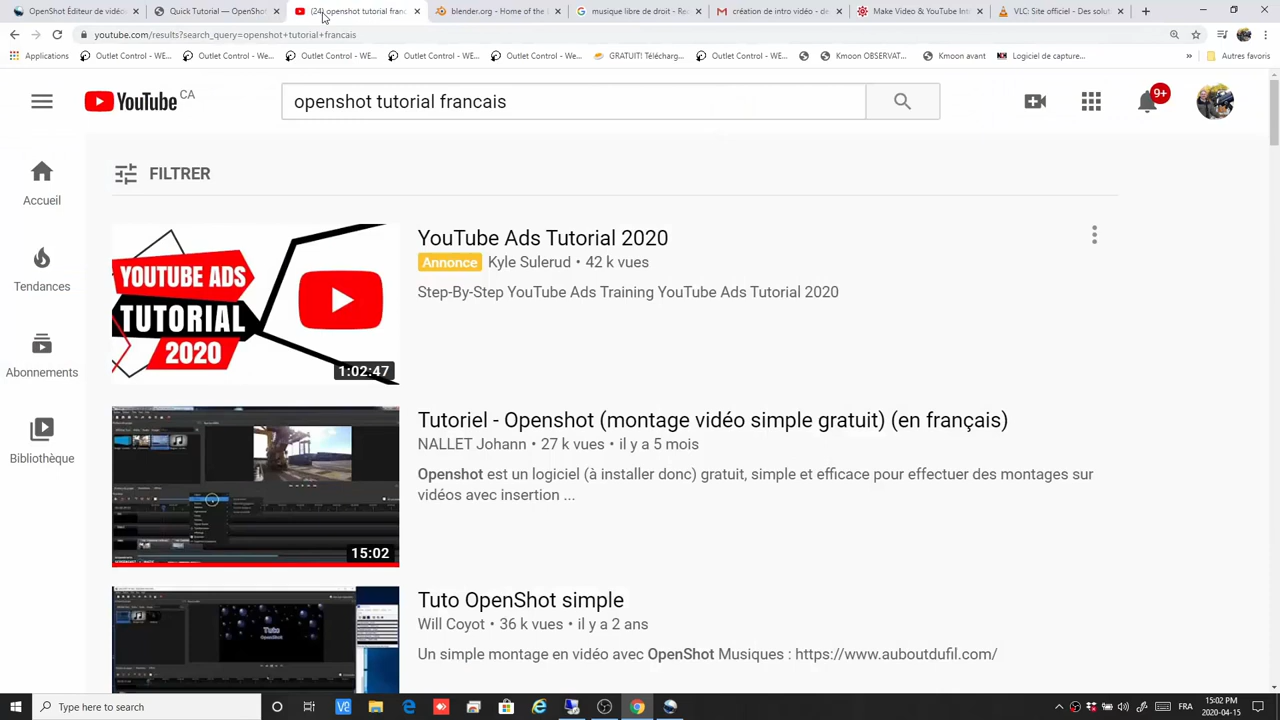 OpenShot Éditeur vidéo
Quick tutorial — OpenShot
(24) openshot tutorial francais
blender.org - Home of the
musique libre de droit - Re
Création de intro vidéo - de
Make Video & YouTube Int
VLC: Site officiel - Solut
youtube.com/results?search_query=openshot+tutorial+francais
Applications
Outlet Control - WE...
Outlet Control - WE...
Outlet Control - WE...
Outlet Control - WE...
Outlet Control - WE...
GRATUIT! Télécharg...
Outlet Control - WE...
Kmoon OBSERVAT...
Kmoon avant
Logiciel de captur...
»
Autres favoris
YouTube CA
openshot tutorial francais
9+
FILTRER
Accueil
Tendances
Abonnements
Bibliothèque
YOUTUBE ADS
TUTORIAL
2020
1:02:47
YouTube Ads Tutorial 2020
Annonce Kyle Sulerud • 42 k vues
Step-By-Step YouTube Ads Training YouTube Ads Tutorial 2020
15:02
Tutoriel - Openshot (montage vidéo simple gratuit) (en français)
NALLET Johann • 27 k vues • il y a 5 mois
Openshot est un logiciel (à installer donc) gratuit, simple et efficace pour effectuer des montages sur
vidéos avec insertion ...
Tuto
OpenShot
Tuto OpenShot simple
Will Coyot • 36 k vues • il y a 2 ans
Un simple montage en vidéo avec OpenShot Musiques : https://www.auboutdufil.com/
Type here to search
FRA
15:02 PM
2020-04-15